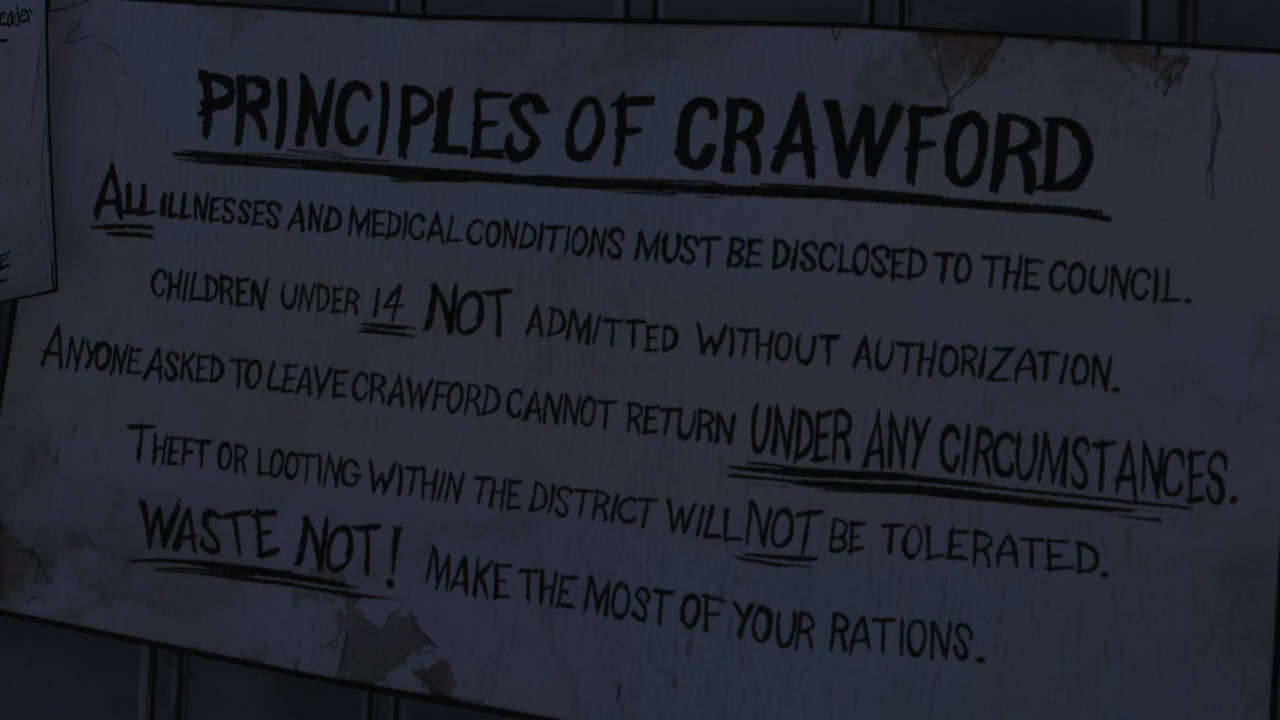 eader
PRINCIPLES OF CRAWFORD
ALL ILLNESSES AND MEDICAL CONDITIONS MUST BE DISCLOSED TO THE COUNCIL.
CHILDREN UNDER 14 NOT ADMITTED WITHOUT AUTHORIZATION.
ANYONE ASKED TO LEAVE CRAWFORD CANNOT RETURN UNDER ANY CIRCUMSTANCES.
THEFT OR LOOTING WITHIN THE DISTRICT WILL NOT BE TOLERATED.
WASTE NOT! MAKE THE MOST OF YOUR RATIONS.